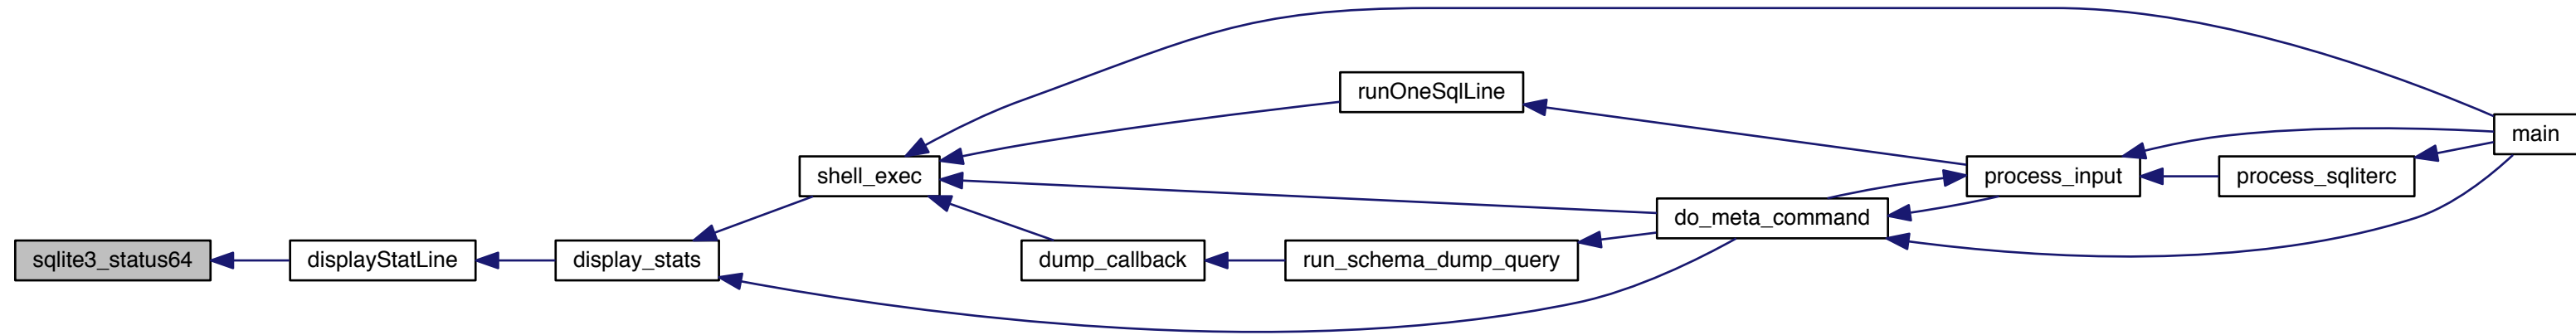 sqlite3_status64
displayStatLine
display_stats
shell_exec
dump_callback
runOneSqlLine
run_schema_dump_query
do_meta_command
process_input
process_sqliterc
main